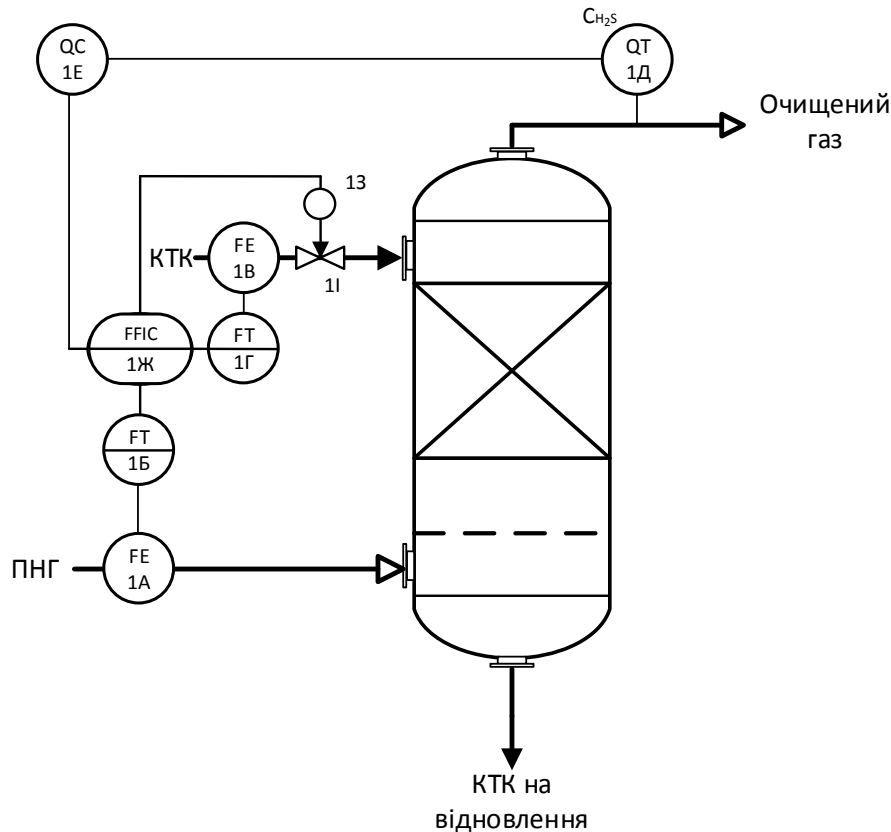 QC
1Е
C_H₂S
QT
1Д
Очищений
газ
13
КТК
FE
1В
1І
FFIC
1Ж
FT
1Г
FT
1Б
ПНГ
FE
1А
КТК на
відновлення